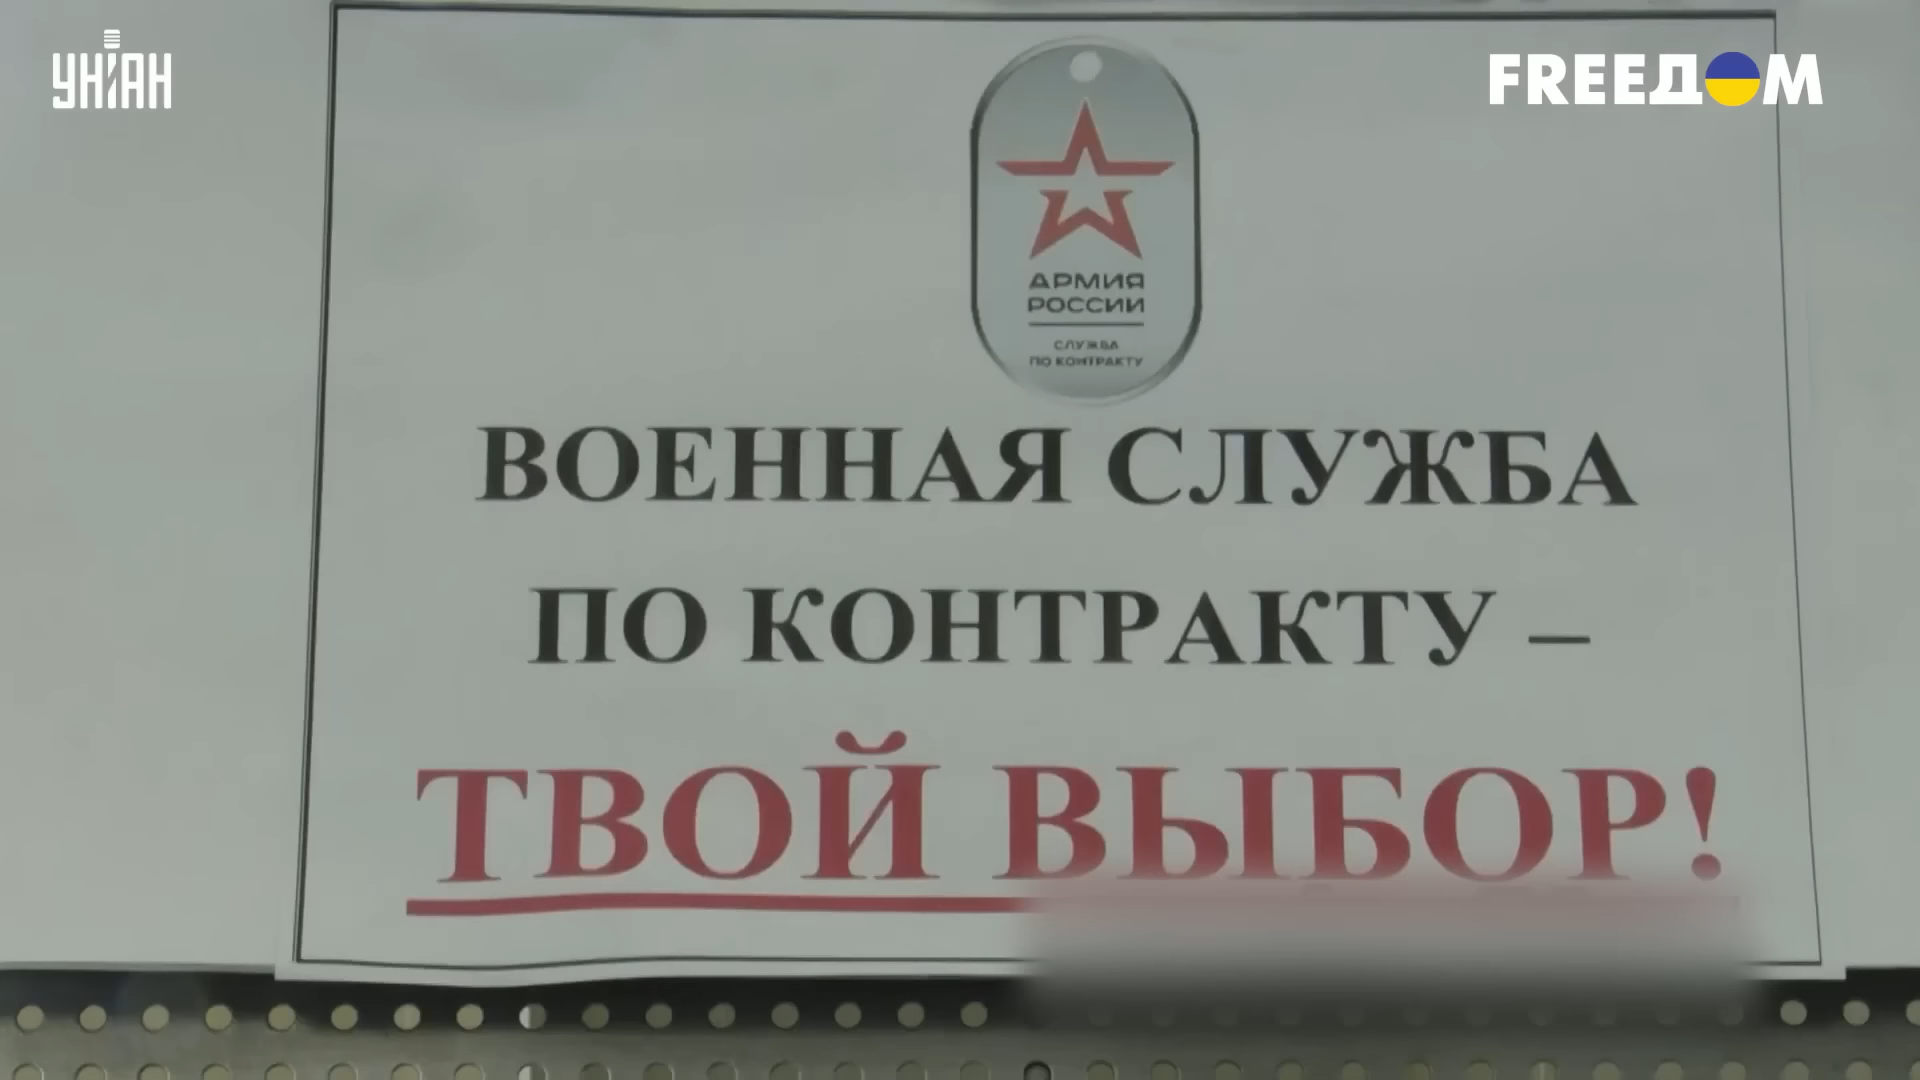 УНІАН
FREEДОМ
АРМИЯ
РОССИИ
СЛУЖБА
ПО КОНТРАКТУ
ВОЕННАЯ СЛУЖБА
ПО КОНТРАКТУ –
ТВОЙ ВЫБОР!